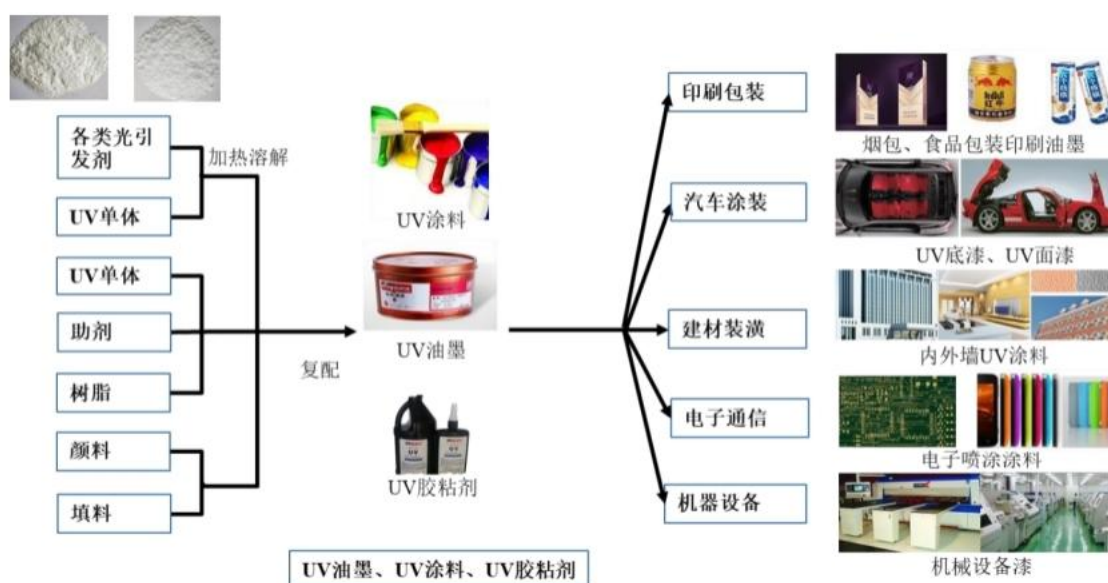 各类光引
发剂
加热溶解
UV单体
UV单体
助剂
树脂
颜料
填料
复配
UV涂料
UV油墨
UV
UV胶粘剂
印刷包装
汽车涂装
建材装潢
电子通信
机器设备
红牛
烟包、食品包装印刷油墨
UV底漆、UV面漆
内外墙UV涂料
电子喷涂涂料
机械设备漆
UV油墨、UV涂料、UV胶粘剂